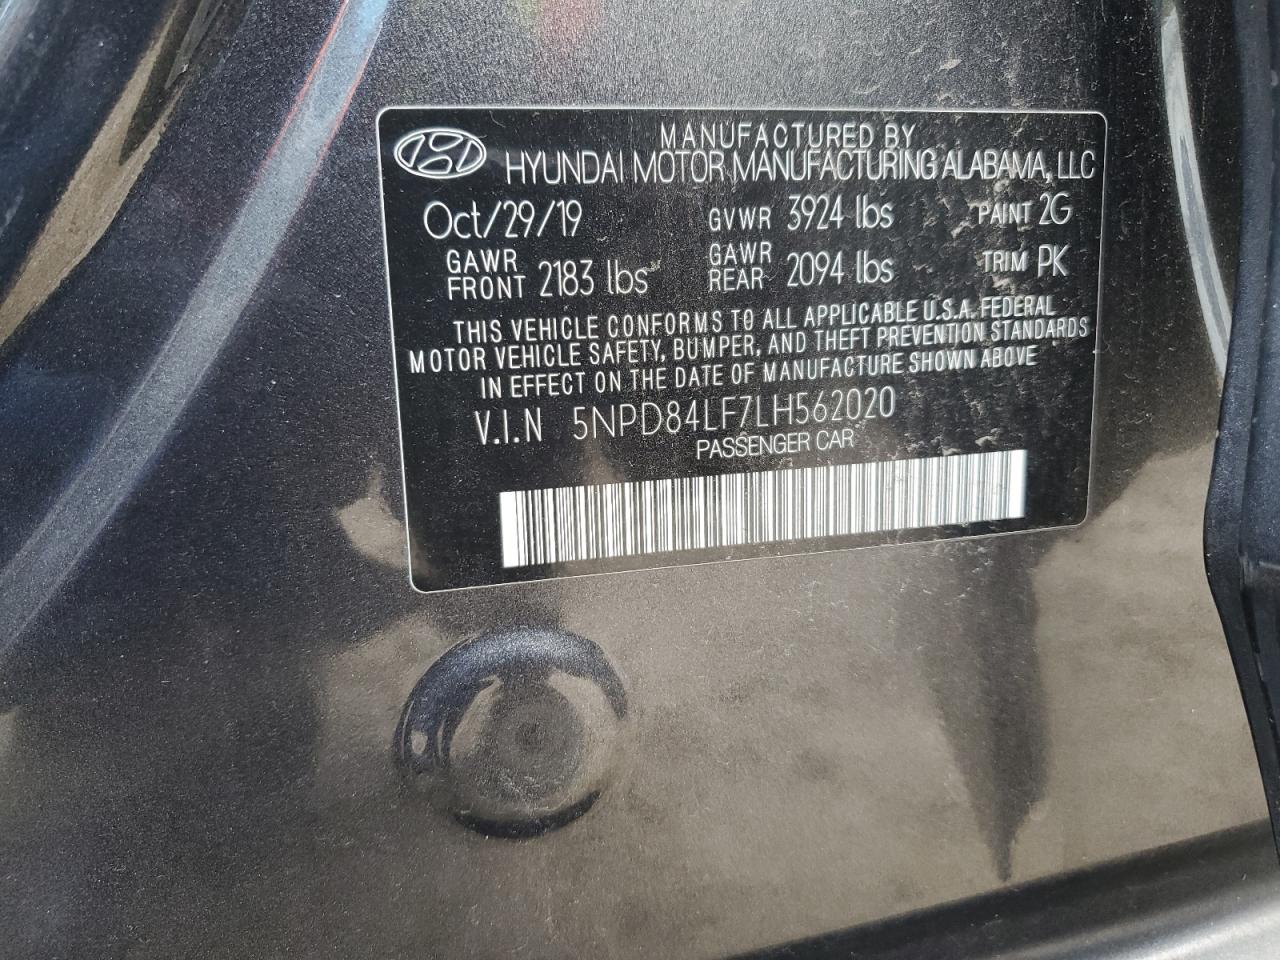 MANUFACTURED BY
HYUNDAI MOTOR MANUFACTURING ALABAMA, LLC
Oct/29/19 GVWR 3924 lbs PAINT 2G
GAWR FRONT 2183 lbs GAWR REAR 2094 lbs TRIM PK
THIS VEHICLE CONFORMS TO ALL APPLICABLE U.S.A. FEDERAL
MOTOR VEHICLE SAFETY, BUMPER, AND THEFT PREVENTION STANDARDS
IN EFFECT ON THE DATE OF MANUFACTURE SHOWN ABOVE
V.I.N 5NPD84LF7LH562020
PASSENGER CAR